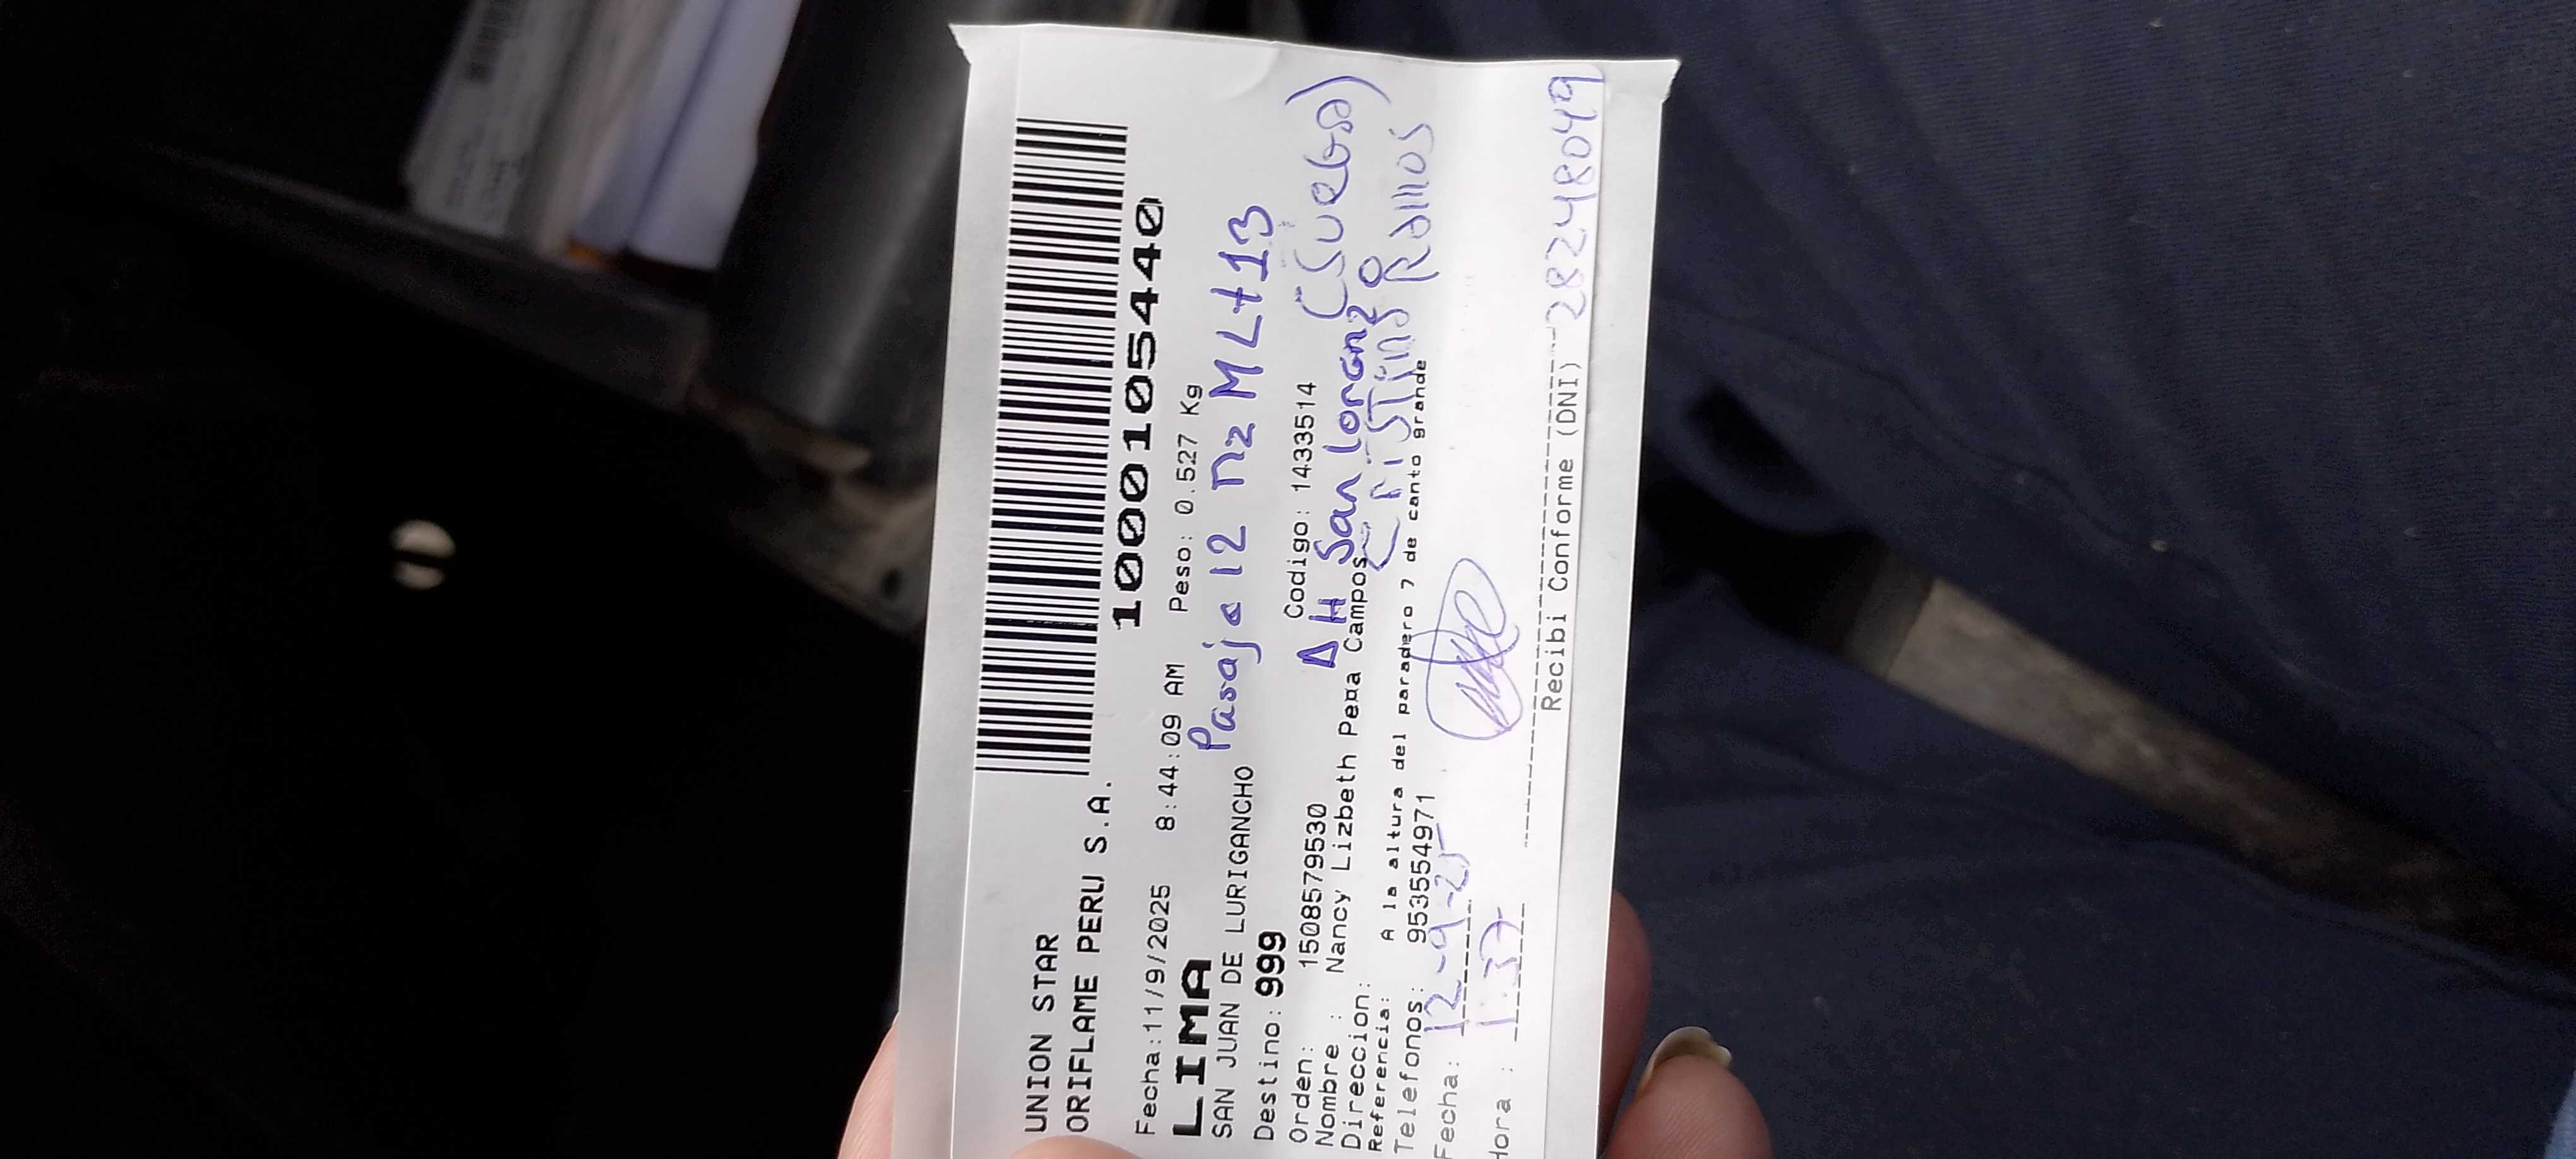 UNION STAR
ORIFLAME PERU S.A.
1000105440
Fecha:11/9/2025 8:44:09 AM Peso: 0.527 Kg
LIMA
Pasaje 12 Mz M Lt 13
SAN JUAN DE LURIGANCHO
Destino: 999
Orden: 1508579530 Codigo: 1433514
(Suegra)
AH San Lorenzo
Nombre : Nancy Lizbeth Peña Campos
Direccion:
Cristina Ramos
Referencia: A la altura del paradero 7 de canto grande
Telefonos: 953554971
Fecha: 12-9-25
Hora : 1:37
28248049
Recibi Conforme (DNI)